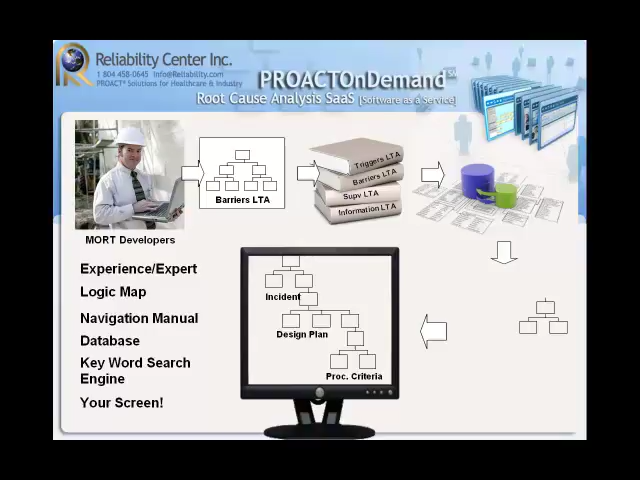 Reliability Center Inc.
1 804 458-0645 Info@Reliability.com
PROACT® Solutions for Healthcare & Industry
PROACTOnDemand
Root Cause Analysis SaaS [Software as a Service]
Triggers LTA
Barriers LTA
Supv LTA
Information LTA
Barriers LTA
MORT Developers
Experience/Expert
Logic Map
Navigation Manual
Database
Key Word Search
Engine
Your Screen!
Incident
Design Plan
Proc. Criteria